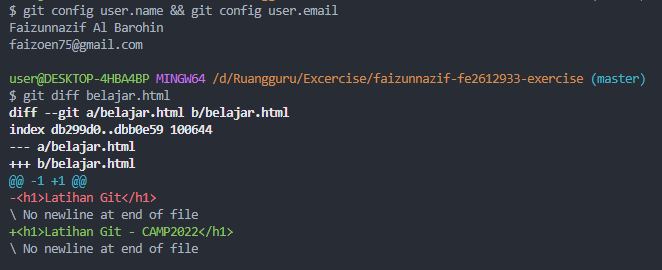 $ git config user.name && git config user.email
Faizunnazif Al Barohin
faizoen75@gmail.com
user@DESKTOP-4HBA4BP MINGW64 /d/Ruangguru/Excercise/faizunnazif-fe2612933-exercise (master)
$ git diff belajar.html
diff --git a/belajar.html b/belajar.html
index db299d0..dbb0e59 100644
--- a/belajar.html
+++ b/belajar.html
@@ -1 +1 @@
-<h1>Latihan Git</h1>
\ No newline at end of file
+<h1>Latihan Git - CAMP2022</h1>
\ No newline at end of file